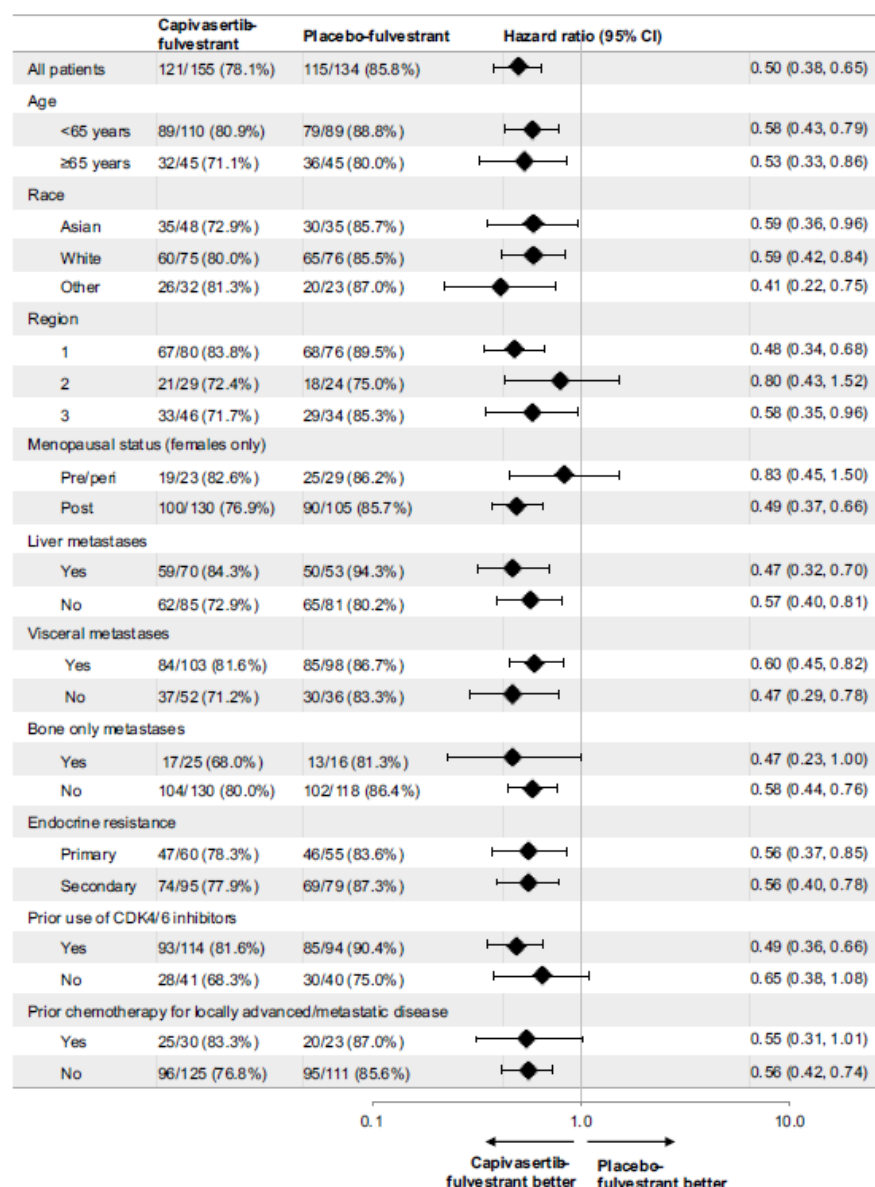 Capivasertib-fulvestrant Placebo-fulvestrant Hazard ratio (95% CI)
All patients 121/155 (78.1%) 115/134 (85.8%) 0.50 (0.38, 0.65)
Age
<65 years 89/110 (80.9%) 79/89 (88.8%) 0.58 (0.43, 0.79)
≥65 years 32/45 (71.1%) 36/45 (80.0%) 0.53 (0.33, 0.86)
Race
Asian 35/48 (72.9%) 30/35 (85.7%) 0.59 (0.36, 0.96)
White 60/75 (80.0%) 65/76 (85.5%) 0.59 (0.42, 0.84)
Other 26/32 (81.3%) 20/23 (87.0%) 0.41 (0.22, 0.75)
Region
1 67/80 (83.8%) 68/76 (89.5%) 0.48 (0.34, 0.68)
2 21/29 (72.4%) 18/24 (75.0%) 0.80 (0.43, 1.52)
3 33/46 (71.7%) 29/34 (85.3%) 0.58 (0.35, 0.96)
Menopausal status (females only)
Pre/peri 19/23 (82.6%) 25/29 (86.2%) 0.83 (0.45, 1.50)
Post 100/130 (76.9%) 90/105 (85.7%) 0.49 (0.37, 0.66)
Liver metastases
Yes 59/70 (84.3%) 50/53 (94.3%) 0.47 (0.32, 0.70)
No 62/85 (72.9%) 65/81 (80.2%) 0.57 (0.40, 0.81)
Visceral metastases
Yes 84/103 (81.6%) 85/98 (86.7%) 0.60 (0.45, 0.82)
No 37/52 (71.2%) 30/36 (83.3%) 0.47 (0.29, 0.78)
Bone only metastases
Yes 17/25 (68.0%) 13/16 (81.3%) 0.47 (0.23, 1.00)
No 104/130 (80.0%) 102/118 (86.4%) 0.58 (0.44, 0.76)
Endocrine resistance
Primary 47/60 (78.3%) 46/55 (83.6%) 0.56 (0.37, 0.85)
Secondary 74/95 (77.9%) 69/79 (87.3%) 0.56 (0.40, 0.78)
Prior use of CDK4/6 inhibitors
Yes 93/114 (81.6%) 85/94 (90.4%) 0.49 (0.36, 0.66)
No 28/41 (68.3%) 30/40 (75.0%) 0.65 (0.38, 1.08)
Prior chemotherapy for locally advanced/metastatic disease
Yes 25/30 (83.3%) 20/23 (87.0%) 0.55 (0.31, 1.01)
No 96/125 (76.8%) 95/111 (85.6%) 0.56 (0.42, 0.74)
0.1 1.0 10.0
Capivasertib- Placebo-
fulvestrant better fulvestrant better